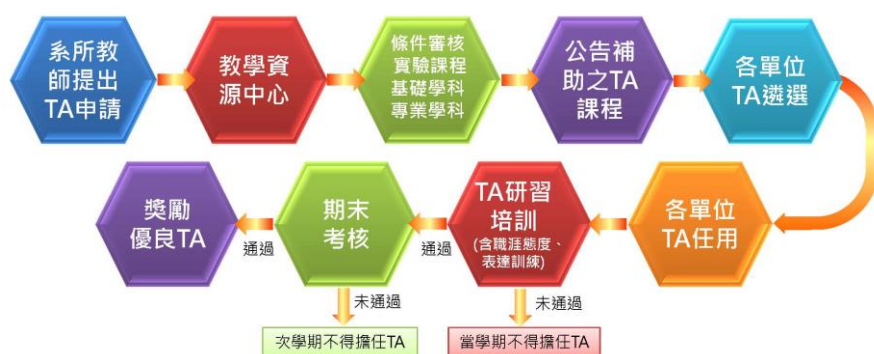 系所教
師提出
TA申請
教學資
源中心
條件審核
實驗課程
基礎學科
專業學科
公告補
助之TA
課程
各單位
TA遴選
各單位
TA任用
TA研習
培訓
(含職涯態度、
表達訓練)
通過
未通過
當學期不得擔任TA
期末
考核
通過
未通過
次學期不得擔任TA
獎勵
優良TA